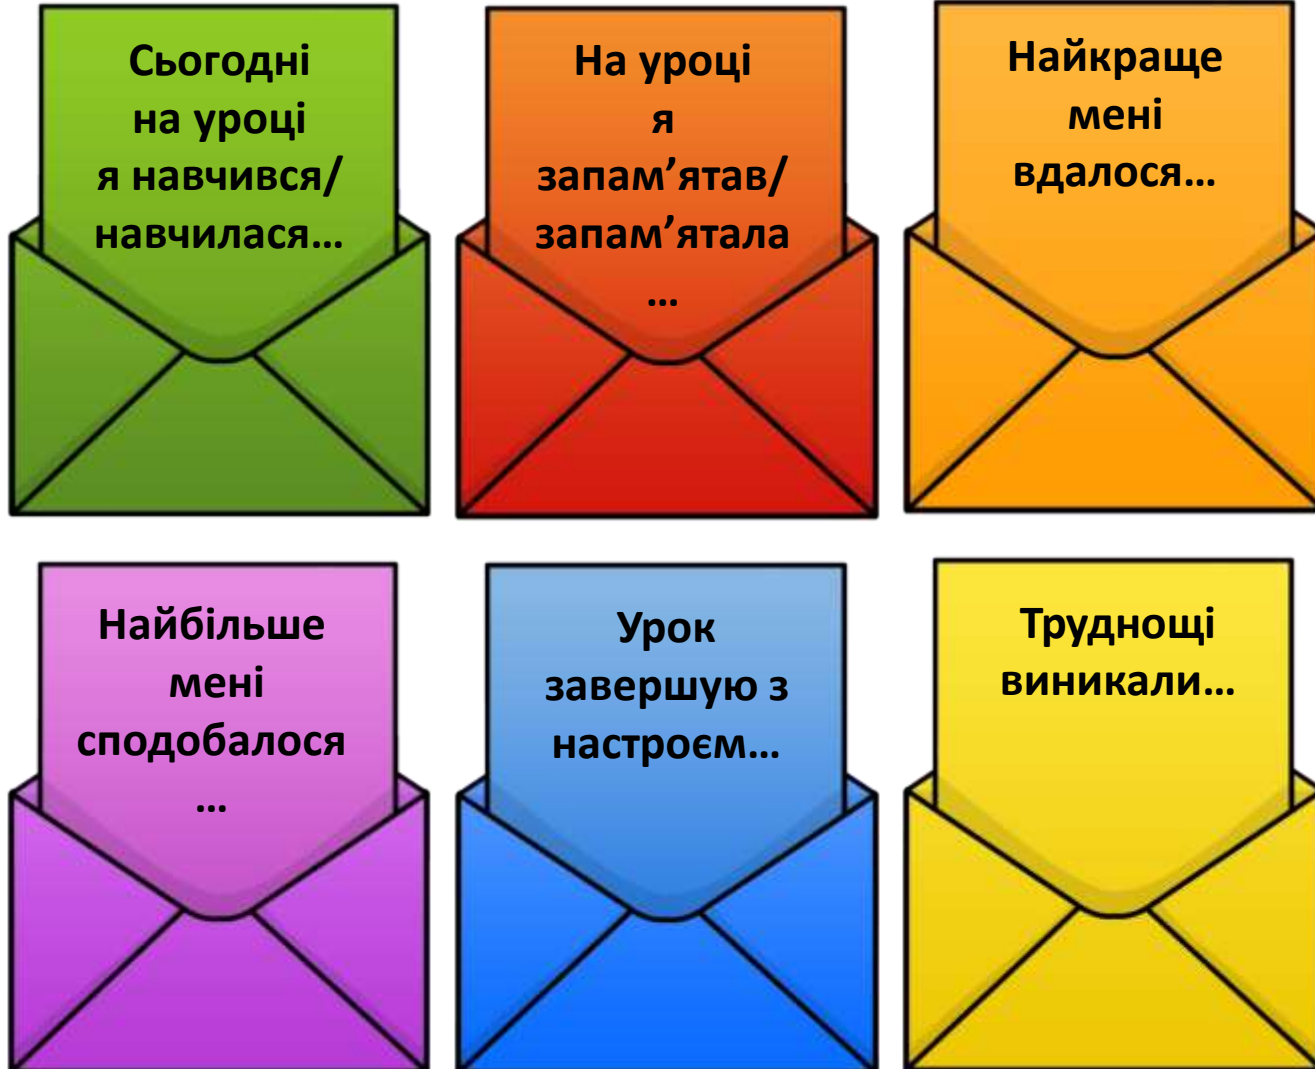 Сьогодні
на уроці
я навчився/
навчилася…
На уроці
я
запам’ятав/
запам’ятала
…
Найкраще
мені
вдалося…
Найбільше
мені
сподобалося
…
Урок
завершую з
настроєм…
Труднощі
виникали…